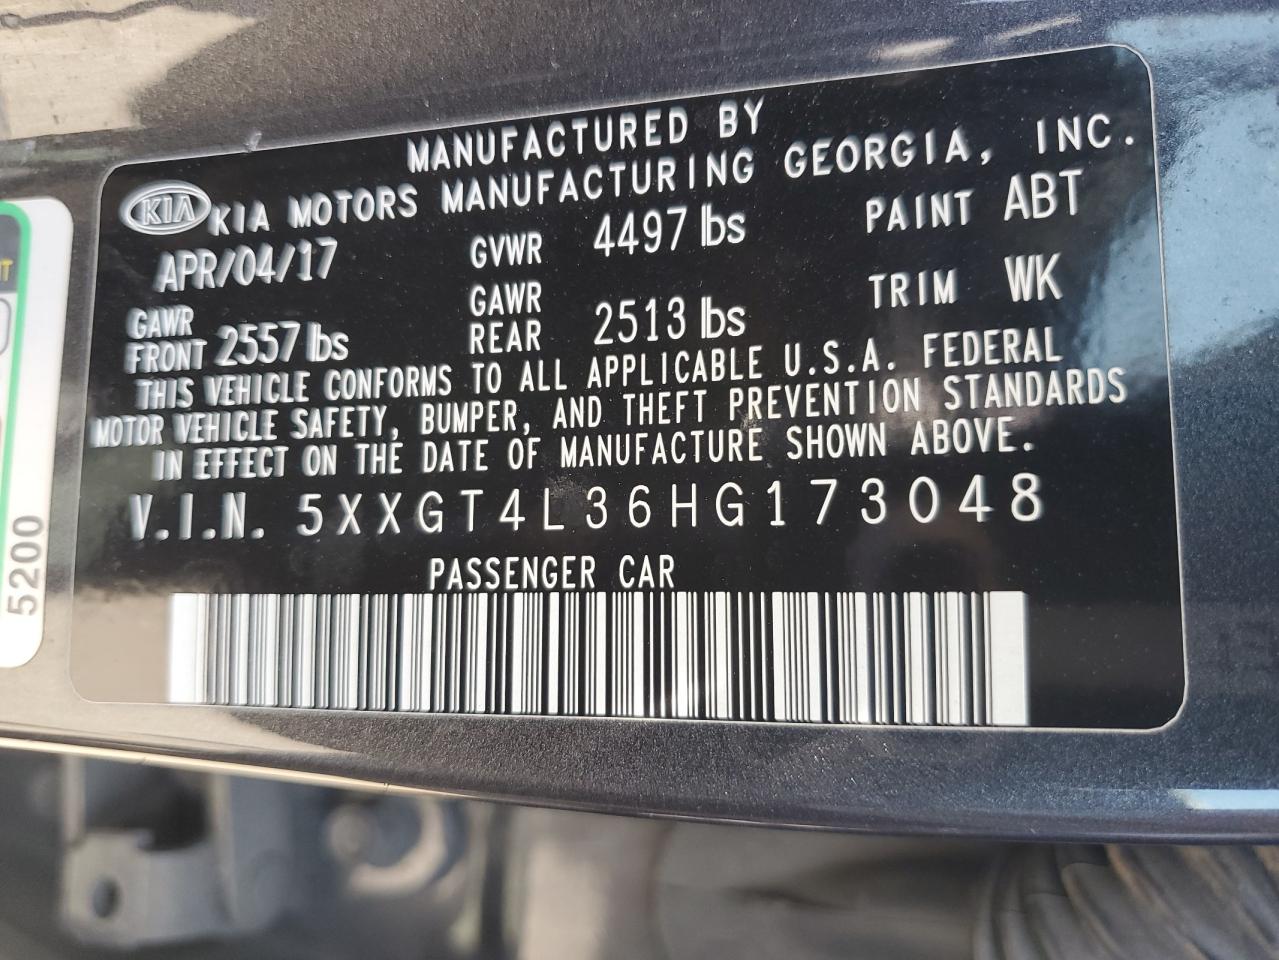 MANUFACTURED BY
KIA KIA MOTORS MANUFACTURING GEORGIA, INC.
APR/04/17 GVWR 4497 lbs PAINT ABT
GAWR FRONT 2557 lbs GAWR REAR 2513 lbs TRIM WK
THIS VEHICLE CONFORMS TO ALL APPLICABLE U.S.A. FEDERAL
MOTOR VEHICLE SAFETY, BUMPER, AND THEFT PREVENTION STANDARDS
IN EFFECT ON THE DATE OF MANUFACTURE SHOWN ABOVE.
V.I.N. 5XXGT4L36HG173048
PASSENGER CAR
5200